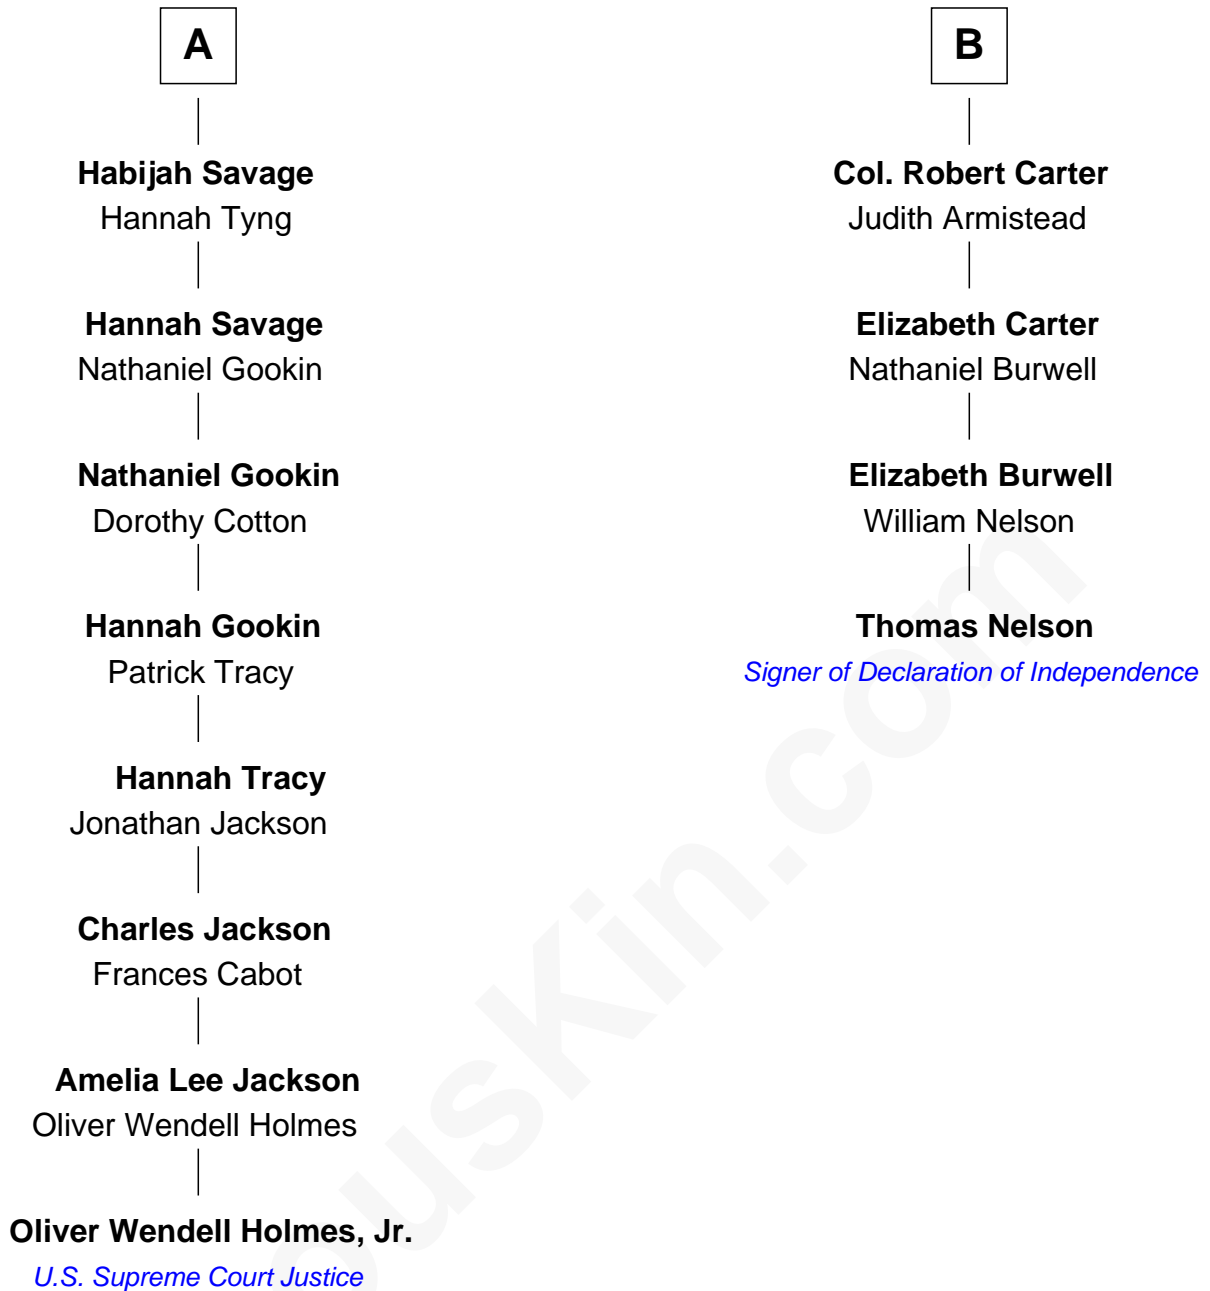 A
Habijah Savage
Hannah Tyng
Hannah Savage
Nathaniel Gookin
Nathaniel Gookin
Dorothy Cotton
Hannah Gookin
Patrick Tracy
Hannah Tracy
Jonathan Jackson
Charles Jackson
Frances Cabot
Amelia Lee Jackson
Oliver Wendell Holmes
Oliver Wendell Holmes, Jr.
U.S. Supreme Court Justice
B
Col. Robert Carter
Judith Armistead
Elizabeth Carter
Nathaniel Burwell
Elizabeth Burwell
William Nelson
Thomas Nelson
Signer of Declaration of Independence
ousKin.com